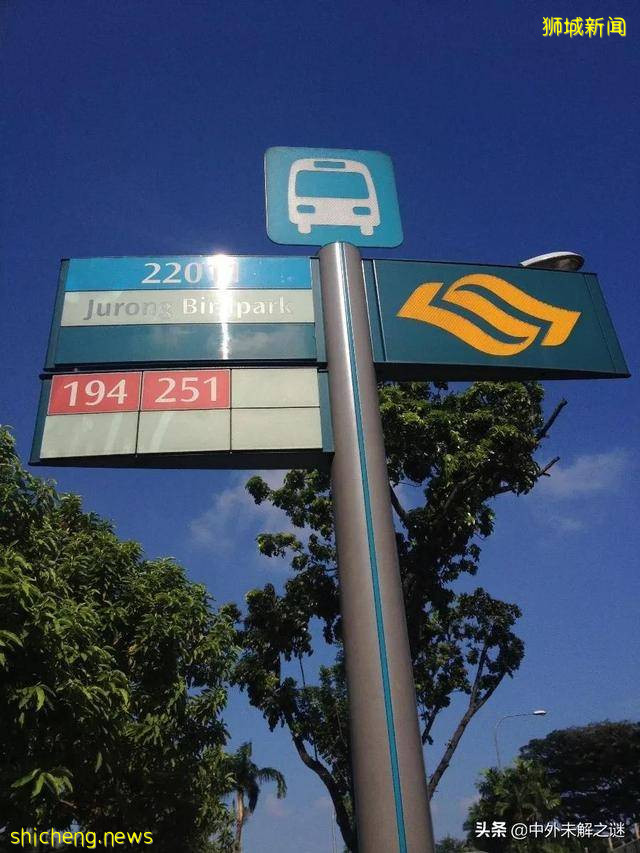 狮城新闻
Jurong Birdpark
194 251
shicheng.news
头条 @中外未解之谜